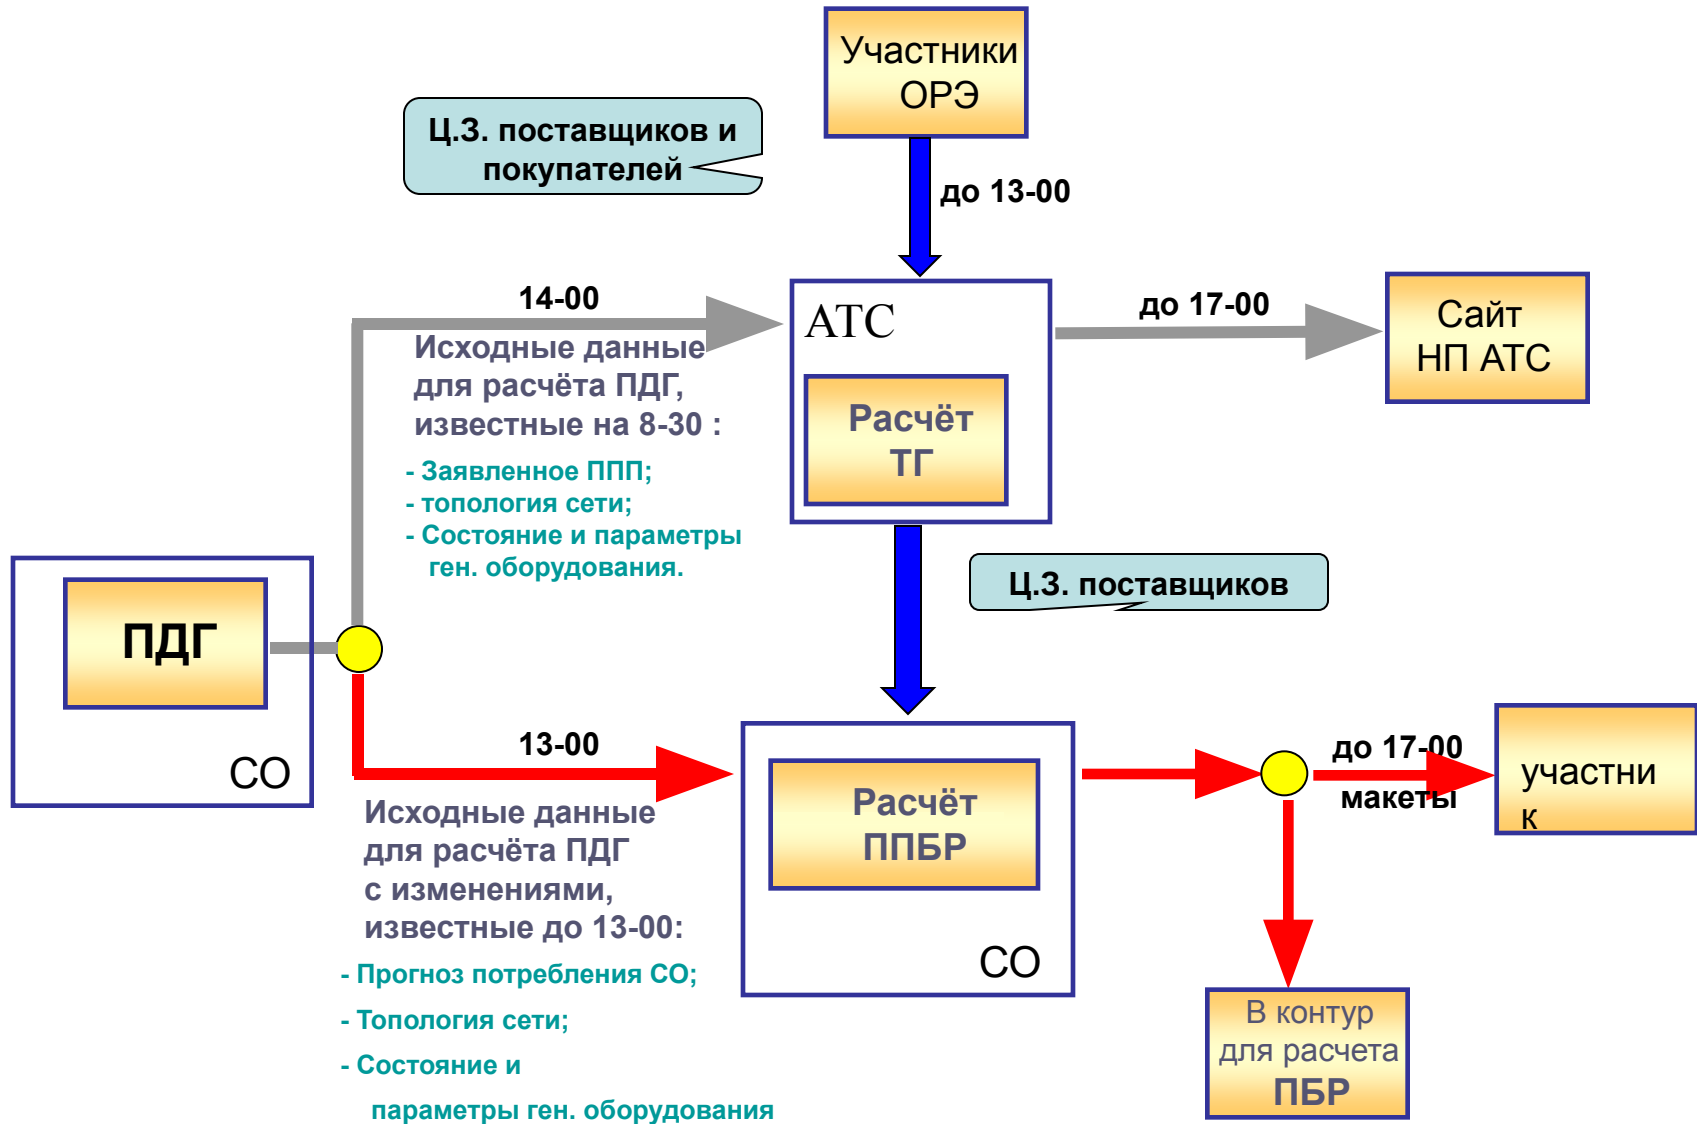 Участники
ОРЭ
Ц.З. поставщиков и
покупателей
до 13-00
14-00
АТС
до 17-00
Сайт
НП АТС
Исходные данные
для расчёта ПДГ,
известные на 8-30 :
- Заявленное ППП;
- топология сети;
- Состояние и параметры
ген. оборудования.
Расчёт
ТГ
Ц.З. поставщиков
ПДГ
СО
13-00
Исходные данные
для расчёта ПДГ
с изменениями,
известные до 13-00:
- Прогноз потребления СО;
- Топология сети;
- Состояние и
параметры ген. оборудования
Расчёт
ППБР
СО
до 17-00
макеты
участни
к
В контур
для расчета
ПБР